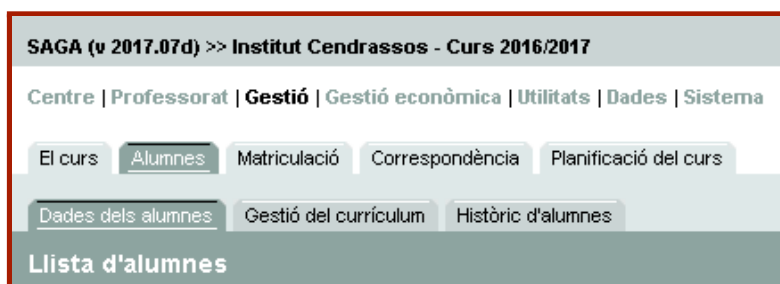 SAGA (v 2017.07d) >> Institut Cendrassos - Curs 2016/2017
Centre | Professorat | Gestió | Gestió econòmica | Utilitats | Dades | Sistema
El curs Alumnes Matriculació Correspondència Planificació del curs
Dades dels alumnes Gestió del currículum Històric d'alumnes
Llista d'alumnes